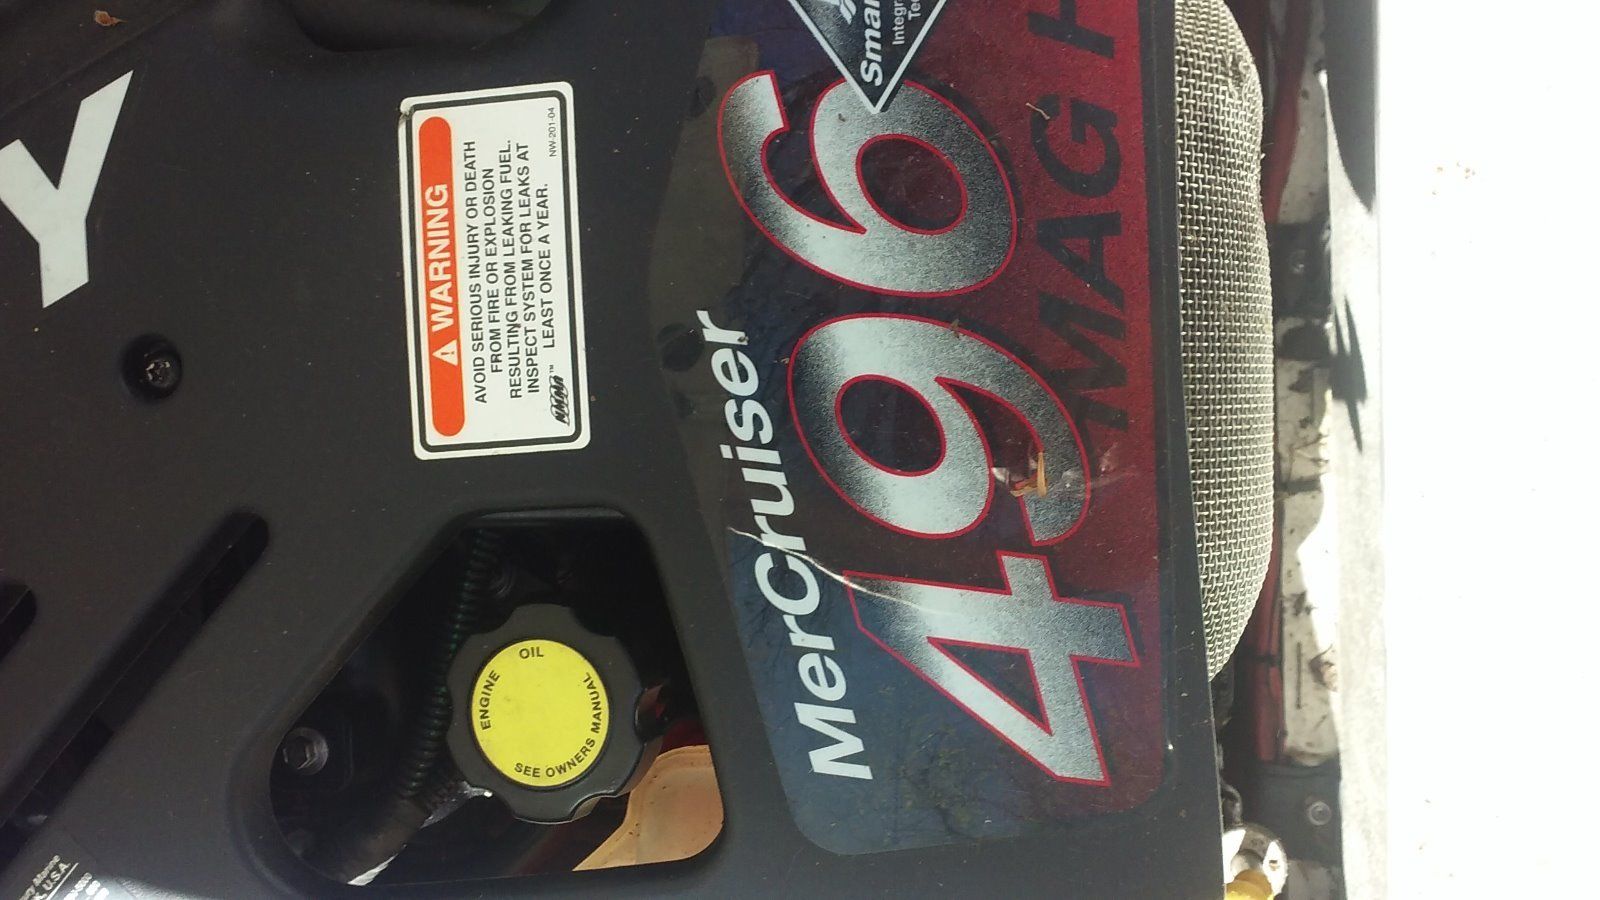 Y
WARNING
AVOID SERIOUS INJURY OR DEATH
FROM FIRE OR EXPLOSION
RESULTING FROM LEAKING FUEL.
INSPECT SYSTEM FOR LEAKS AT
LEAST ONCE A YEAR.
NMMA™
NW-201-04
ENGINE OIL
SEE OWNERS MANUAL
MerCruiser
496
MAG H
U.S.A.